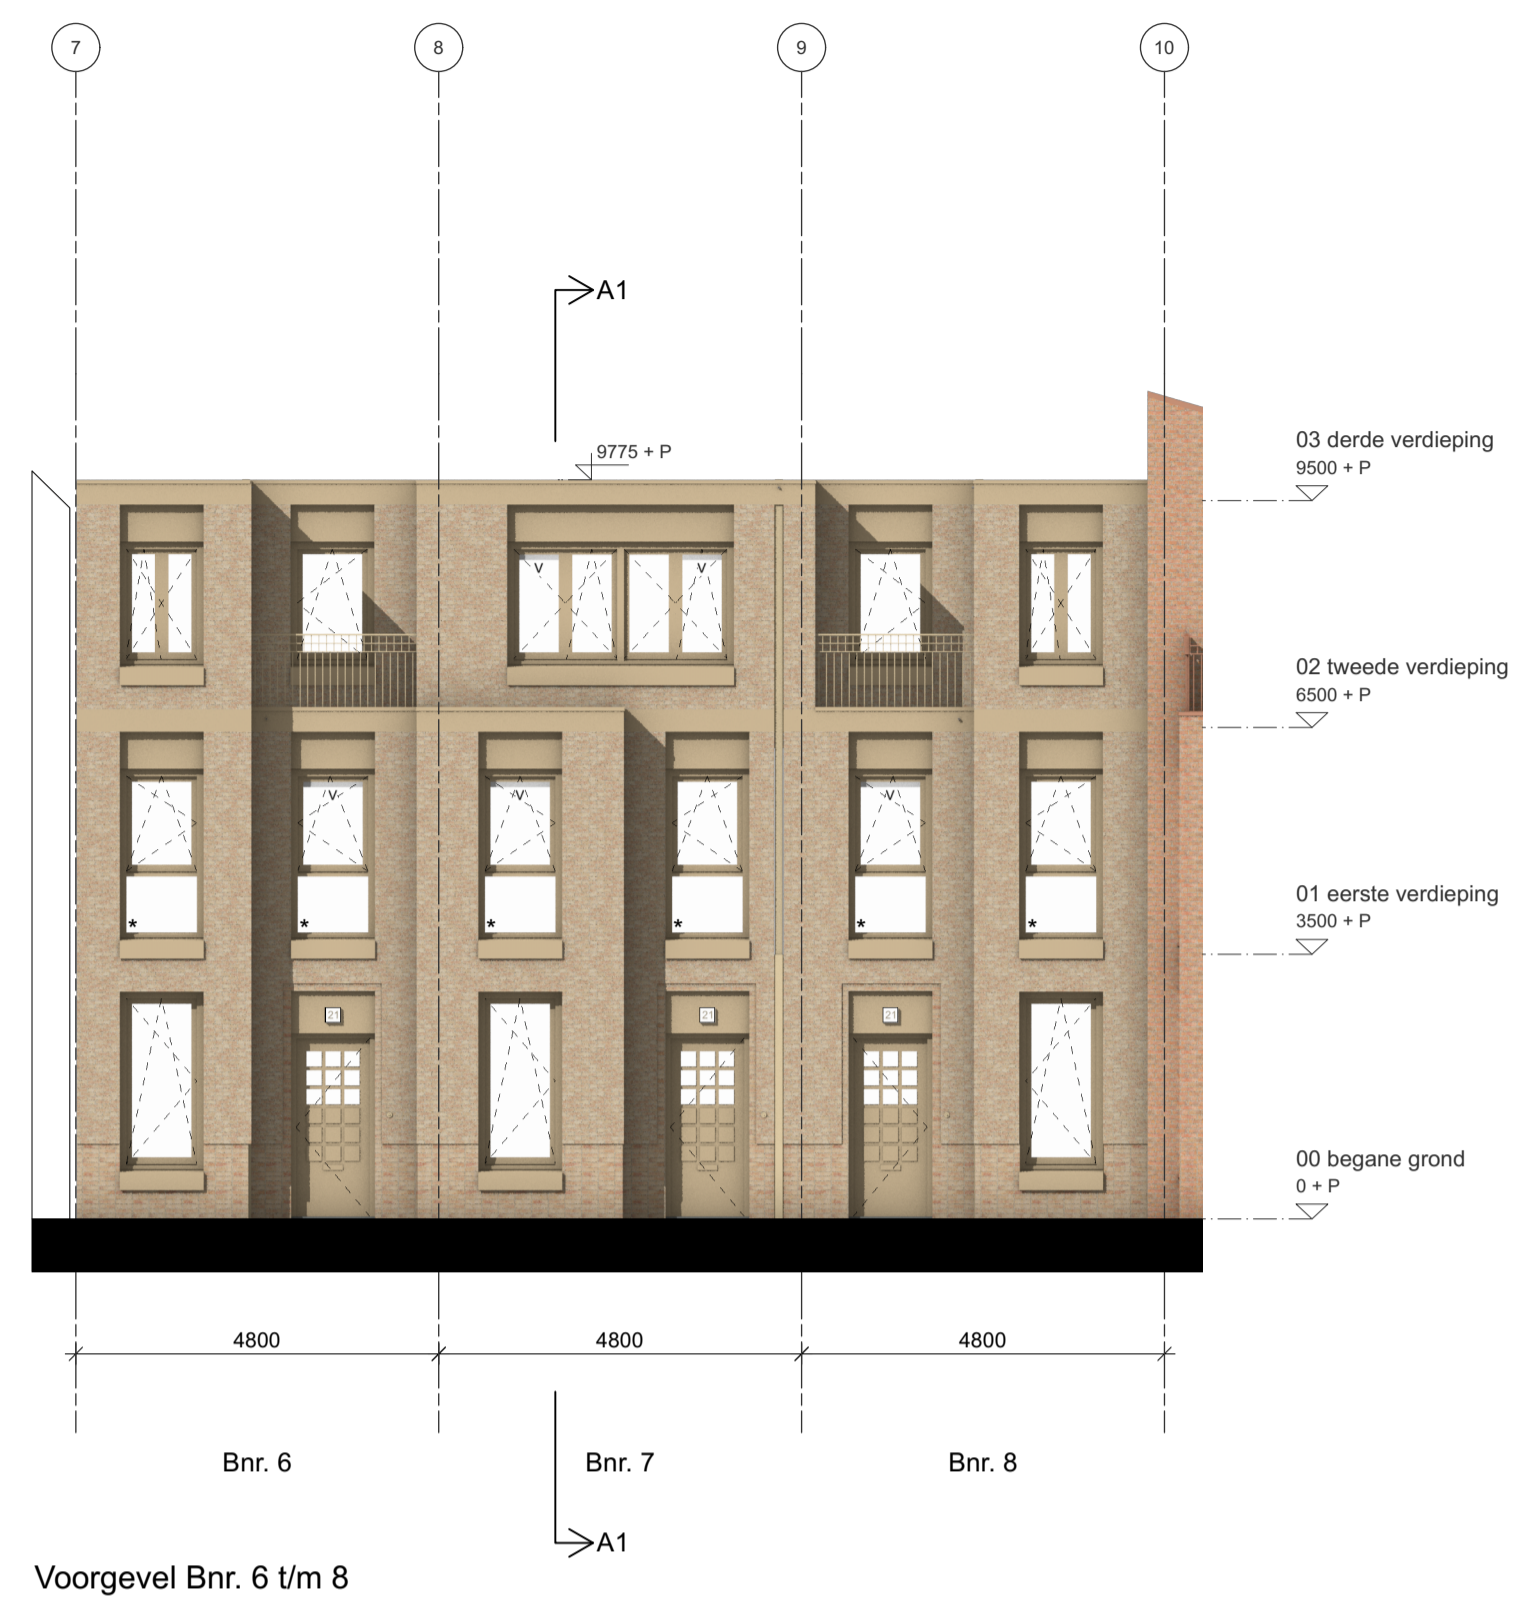 7 8 9 10
A1
9775 + P
03 derde verdieping
9500 + P
V V
x x
02 tweede verdieping
6500 + P
V V V
01 eerste verdieping
3500 + P
* * * * * *
21 21 21
00 begane grond
0 + P
4800 4800 4800
Bnr. 6 Bnr. 7 Bnr. 8
A1
Voorgevel Bnr. 6 t/m 8